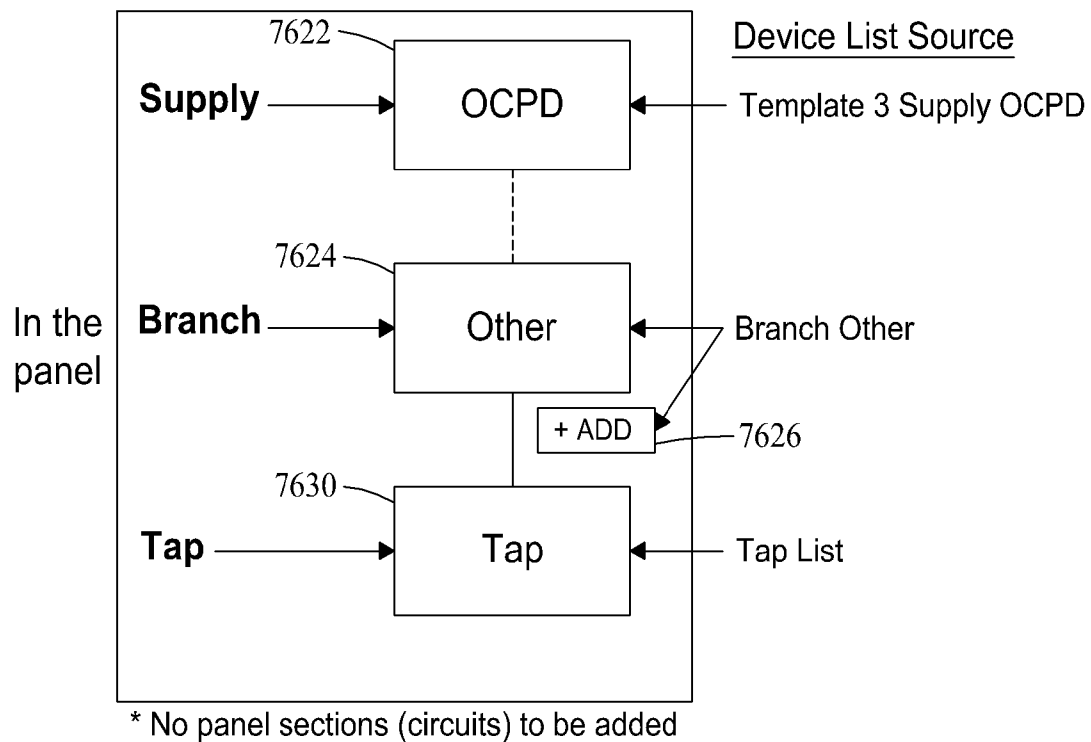 7622
Device List Source
Supply
OCPD
Template 3 Supply OCPD
7624
In the
panel
Branch
Other
Branch Other
+ ADD
7626
7630
Tap
Tap
Tap List
* No panel sections (circuits) to be added